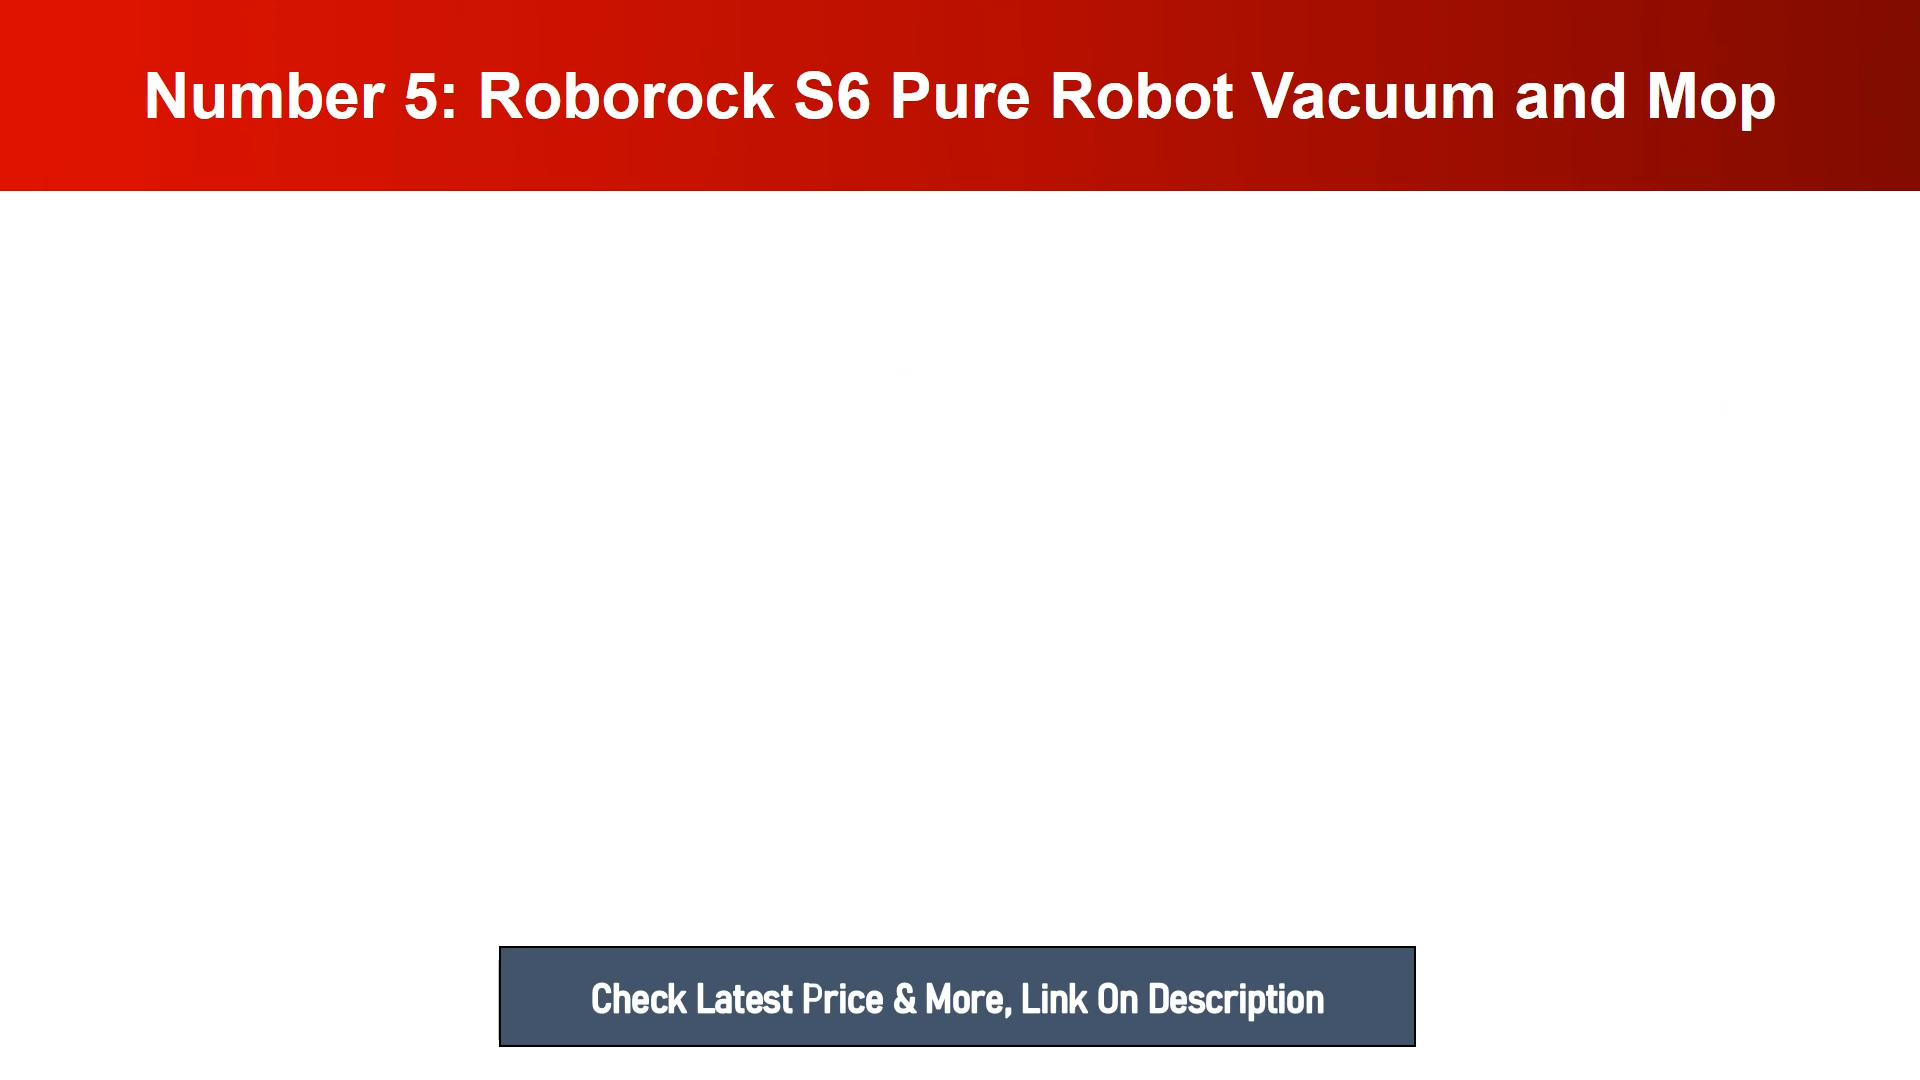 Number 5: Roborock S6 Pure Robot Vacuum and Mop
Check Latest Price & More, Link On Description